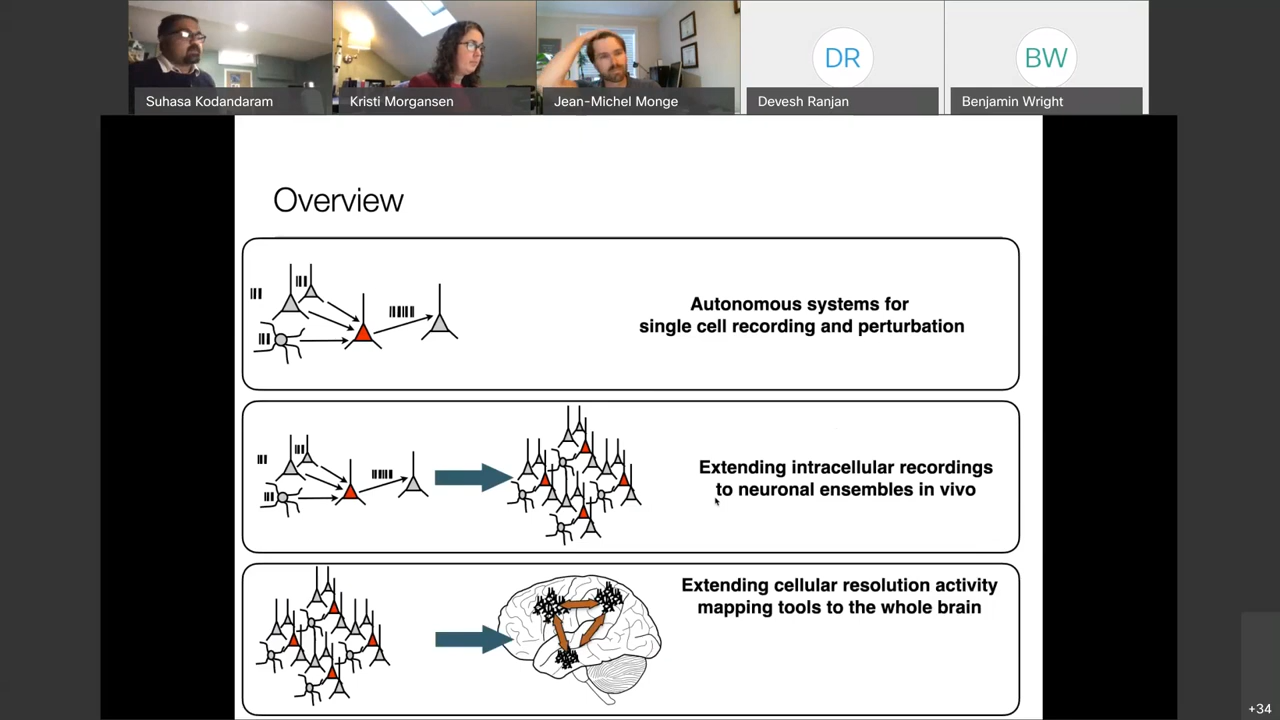 Suhasa Kodandaram
Kristi Morgansen
Jean-Michel Monge
DR
Devesh Ranjan
BW
Benjamin Wright
Overview
Autonomous systems for
single cell recording and perturbation
Extending intracellular recordings
to neuronal ensembles in vivo
Extending cellular resolution activity
mapping tools to the whole brain
+34